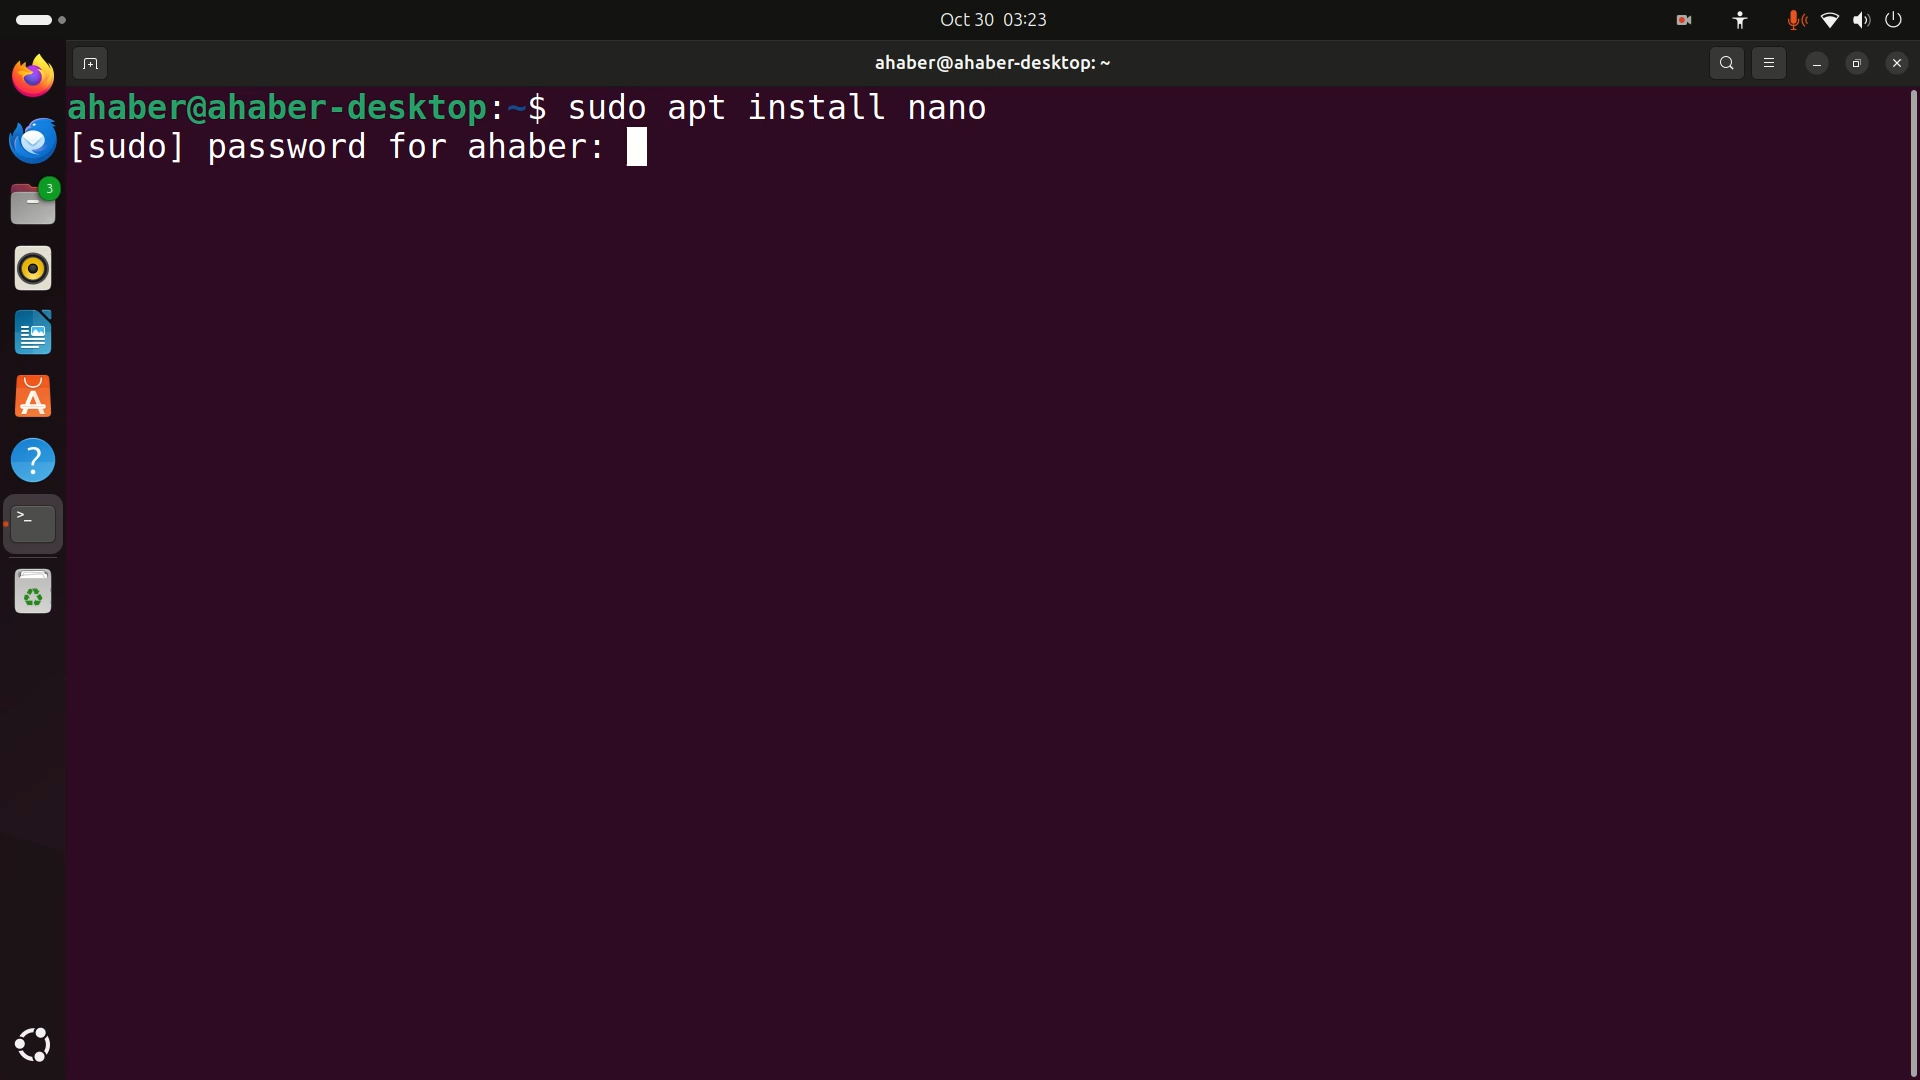 Oct 30 03:23
ahaber@ahaber-desktop: ~
ahaber@ahaber-desktop:~$ sudo apt install nano
[sudo] password for ahaber:
3
?
>_